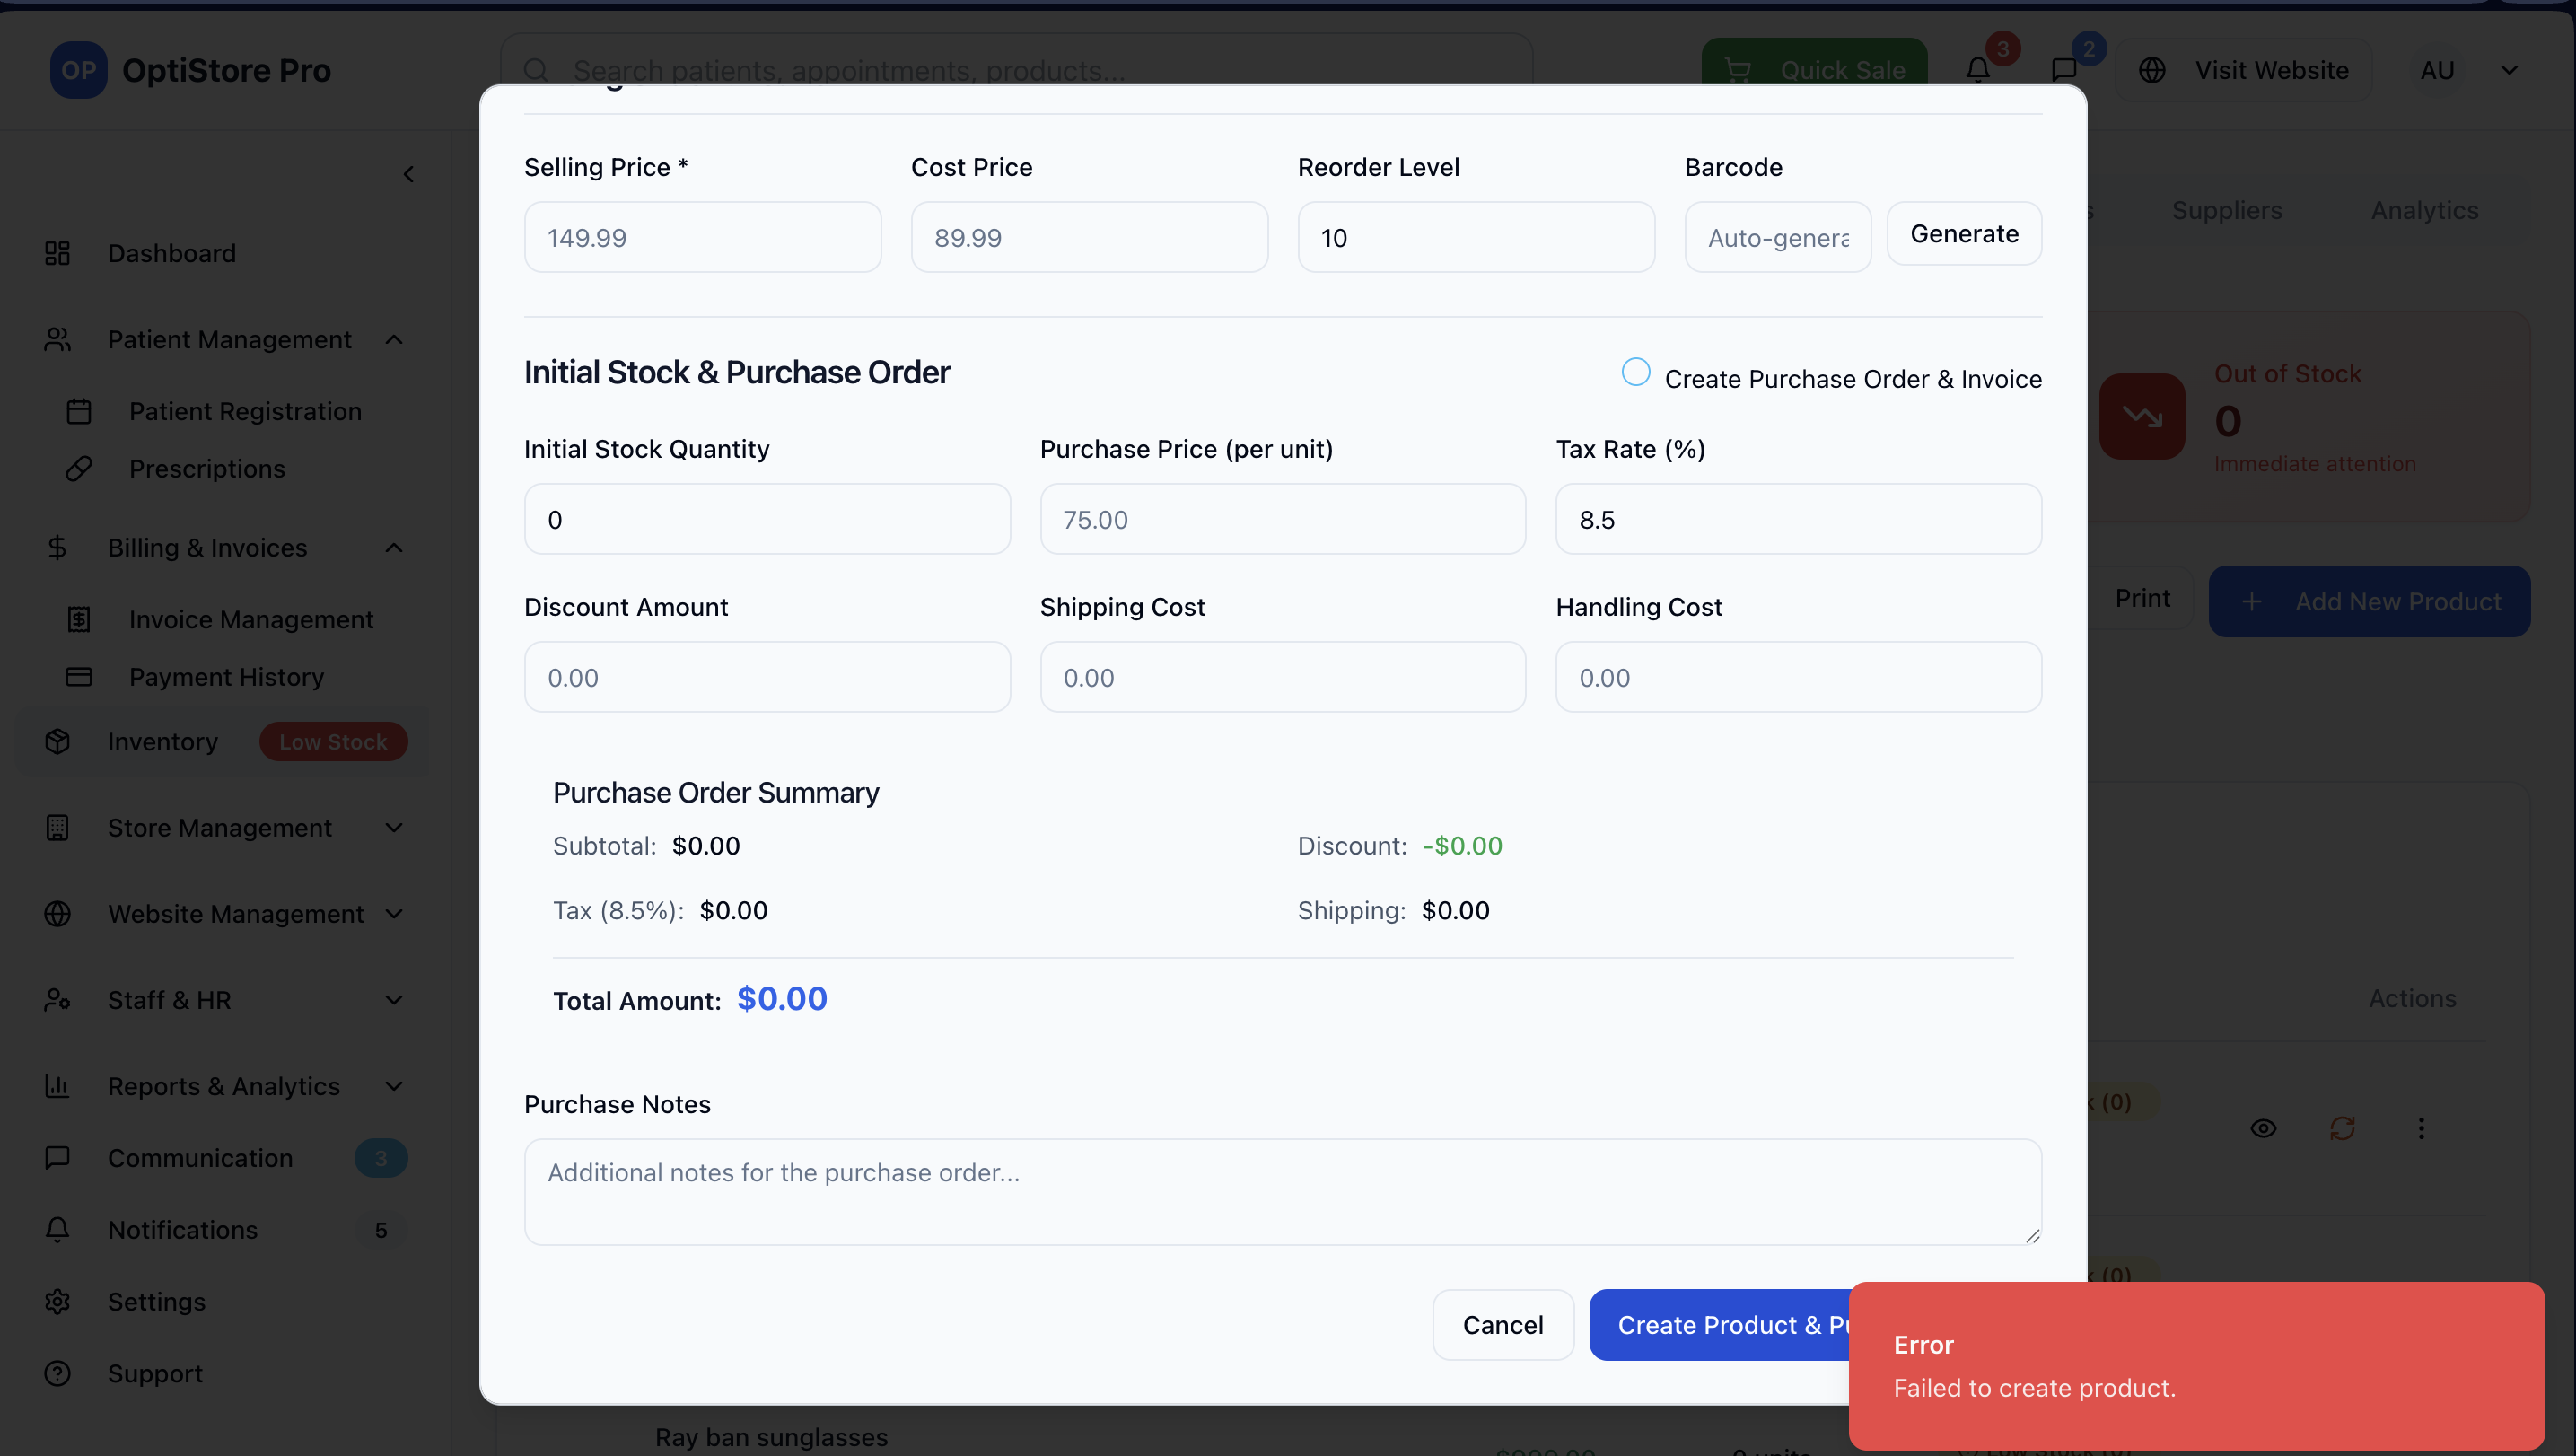 OP OptiStore Pro
Search patients, appointments, products...
Quick Sale
3
2
Visit Website
AU
Suppliers
Analytics
Dashboard
Patient Management
Patient Registration
Prescriptions
Billing & Invoices
Invoice Management
Payment History
Inventory
Low Stock
Store Management
Website Management
Staff & HR
Reports & Analytics
Communication
3
Notifications
5
Settings
Support
Selling Price *
Cost Price
Reorder Level
Barcode
149.99
89.99
10
Auto-genera
Generate
Initial Stock & Purchase Order
Create Purchase Order & Invoice
Initial Stock Quantity
Purchase Price (per unit)
Tax Rate (%)
0
75.00
8.5
Discount Amount
Shipping Cost
Handling Cost
0.00
0.00
0.00
Purchase Order Summary
Subtotal: $0.00
Discount: -$0.00
Tax (8.5%): $0.00
Shipping: $0.00
Total Amount: $0.00
Purchase Notes
Additional notes for the purchase order...
Cancel
Create Product & Pu
Out of Stock
0
Immediate attention
Print
+ Add New Product
Actions
k (0)
k (0)
Error
Failed to create product.
Ray ban sunglasses
0 units
Low Stock (0)